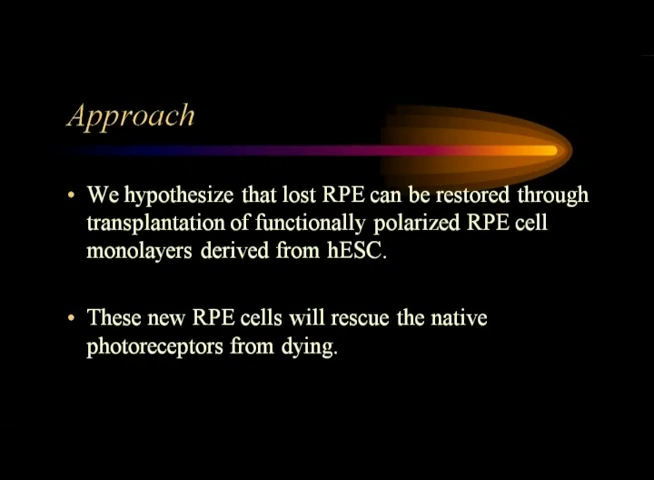 Approach
• We hypothesize that lost RPE can be restored through
transplantation of functionally polarized RPE cell
monolayers derived from hESC.
• These new RPE cells will rescue the native
photoreceptors from dying.